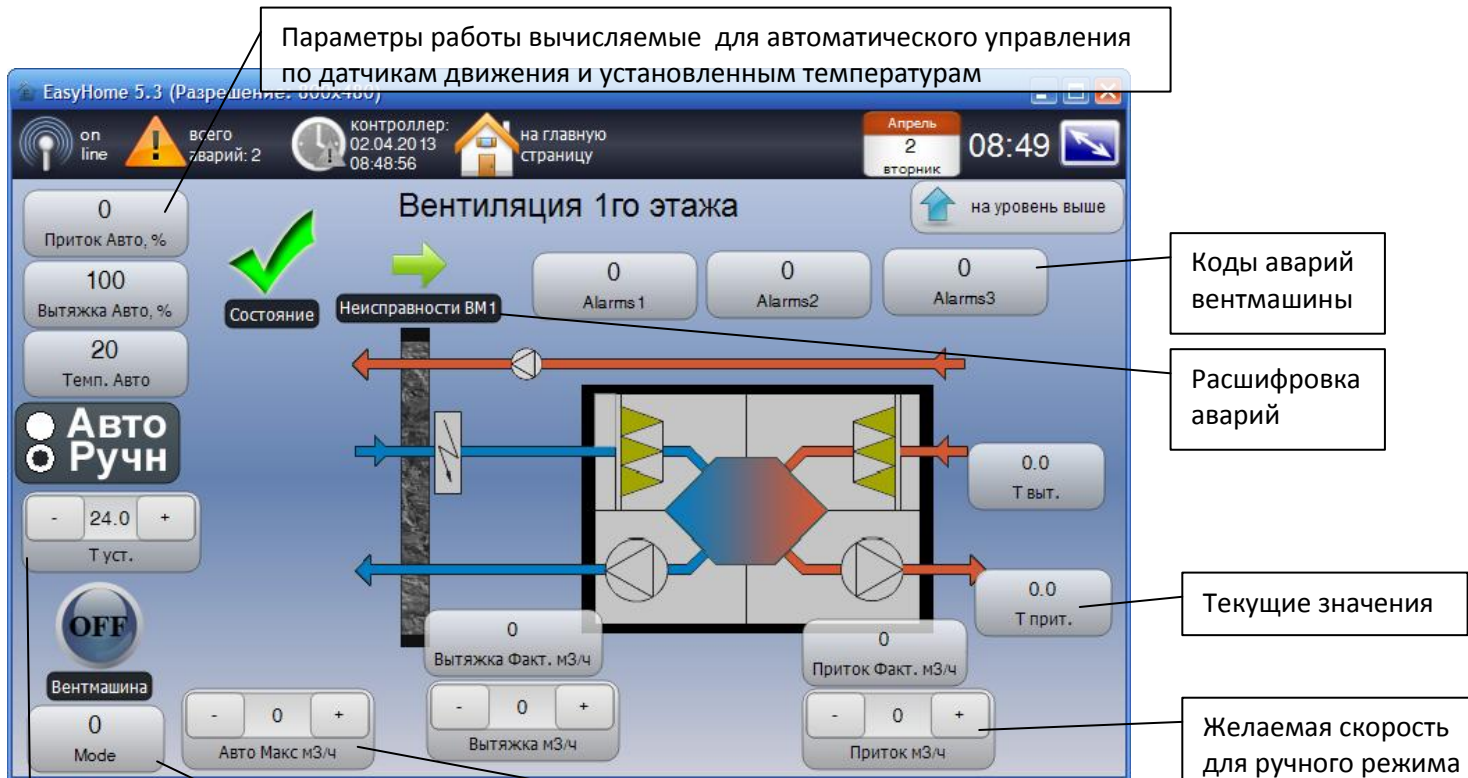 Параметры работы вычисляемые для автоматического управления
по датчикам движения и установленным температурам
EasyHome 5.3 (Разрешение: 800x480)
on
line
всего
аварий: 2
контроллер:
02.04.2013
08:48:56
на главную
страницу
Апрель
2
вторник
08:49
0
Приток Авто, %
Вентиляция 1го этажа
на уровень выше
100
Вытяжка Авто, %
Состояние
Неисправности ВМ1
0
Alarms1
0
Alarms2
0
Alarms3
Коды аварий
вентмашины
20
Темп. Авто
Расшифровка
аварий
Авто
Ручн
0.0
Т выт.
- 24.0 +
Т уст.
0.0
Т прит.
Текущие значения
OFF
Вентмашина
0
Вытяжка Факт. м3/ч
0
Приток Факт. м3/ч
0
Mode
- 0 +
Авто Макс м3/ч
- 0 +
Вытяжка м3/ч
- 0 +
Приток м3/ч
Желаемая скорость
для ручного режима